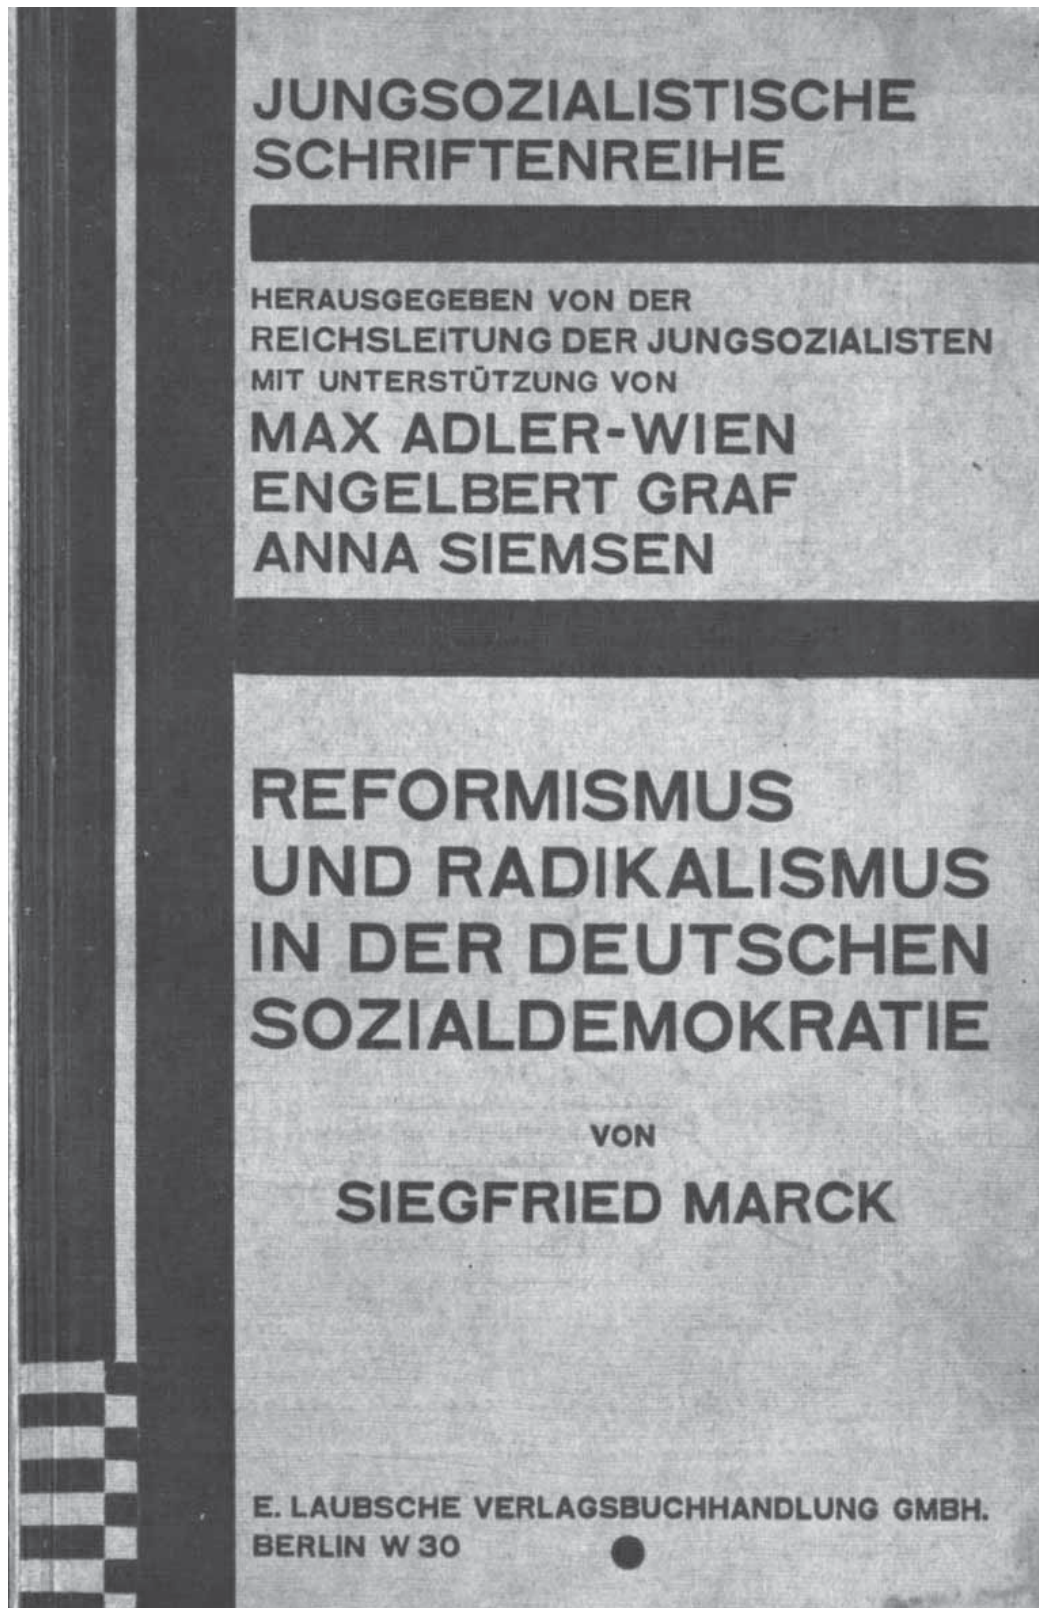 JUNGSOZIALISTISCHE
SCHRIFTENREIHE
HERAUSGEGEBEN VON DER
REICHSLEITUNG DER JUNGSOZIALISTEN
MIT UNTERSTÜTZUNG VON
MAX ADLER-WIEN
ENGELBERT GRAF
ANNA SIEMSEN
REFORMISMUS
UND RADIKALISMUS
IN DER DEUTSCHEN
SOZIALDEMOKRATIE
VON
SIEGFRIED MARCK
E. LAUBSCHE VERLAGSBUCHHANDLUNG GMBH.
BERLIN W 30